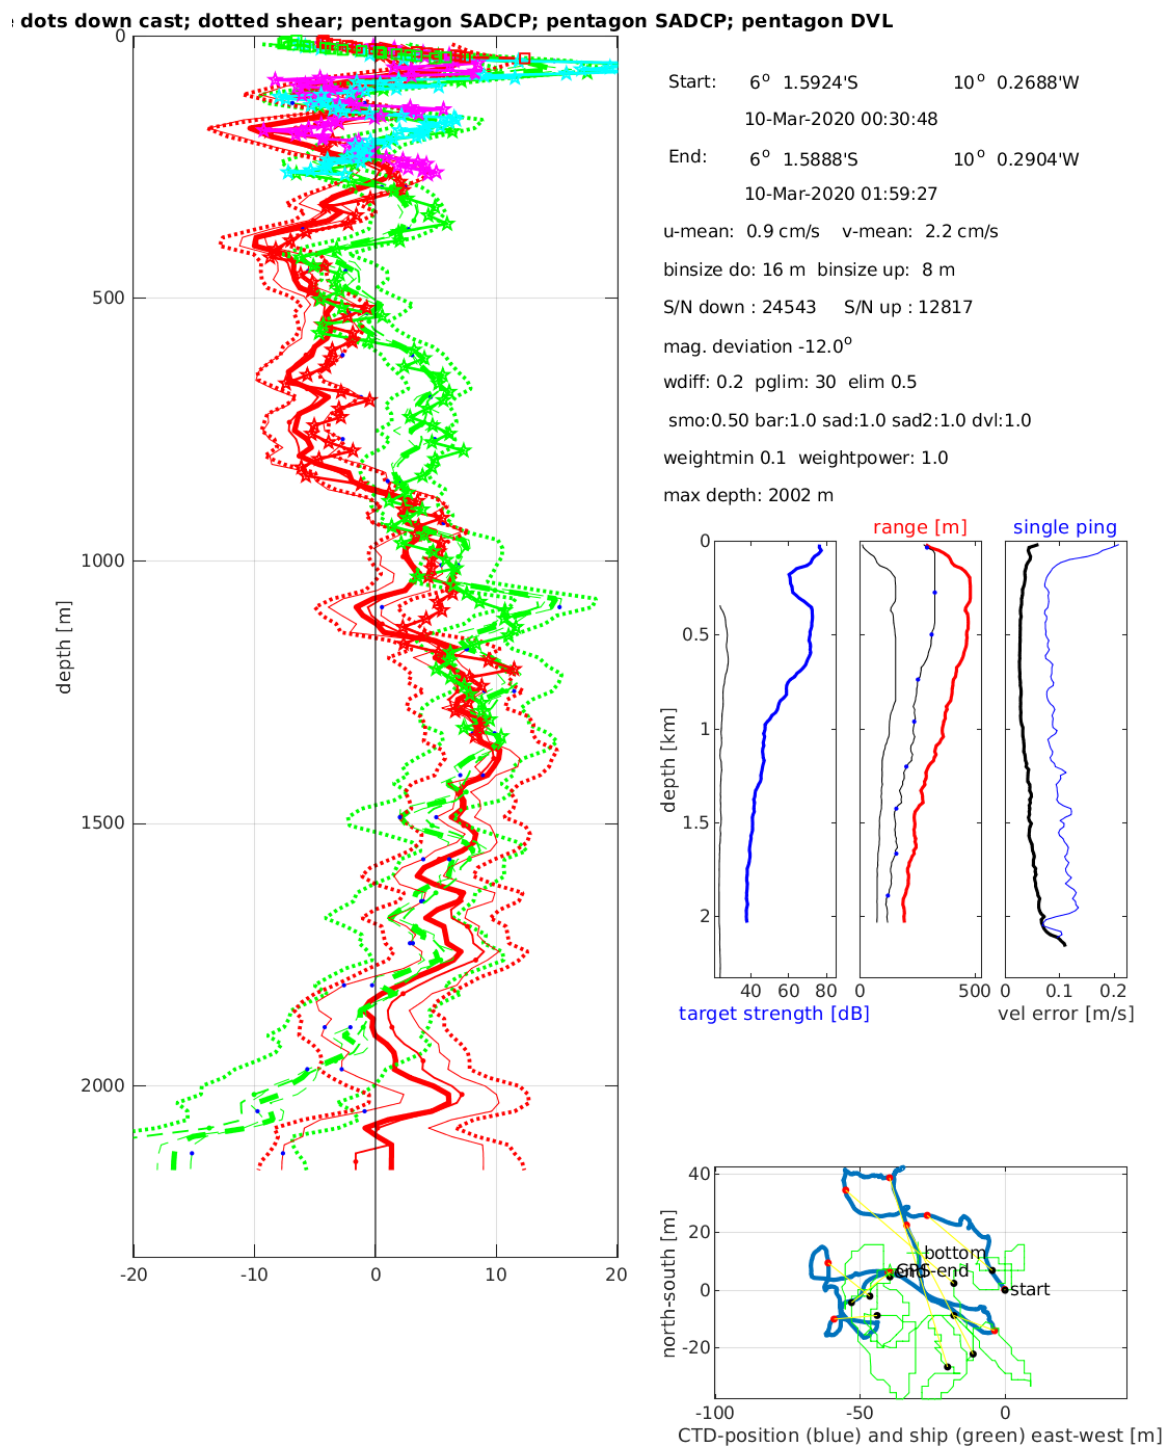 dots down cast; dotted shear; pentagon SADCP; pentagon SADCP; pentagon DVL
0
500
1000
1500
2000
depth [m]
-20 -10 0 10 20
Start: 6° 1.5924'S 10° 0.2688'W
10-Mar-2020 00:30:48
End: 6° 1.5888'S 10° 0.2904'W
10-Mar-2020 01:59:27
u-mean: 0.9 cm/s v-mean: 2.2 cm/s
binsize do: 16 m binsize up: 8 m
S/N down : 24543 S/N up : 12817
mag. deviation -12.0°
wdiff: 0.2 pglim: 30 elim 0.5
smo:0.50 bar:1.0 sad:1.0 sad2:1.0 dvl:1.0
weightmin 0.1 weightpower: 1.0
max depth: 2002 m
range [m] single ping
0
0.5
1
1.5
2
depth [km]
40 60 80 0 500 0 0.1 0.2
target strength [dB] vel error [m/s]
40
20
0
-20
north-south [m]
bottom
GPS-end
start
-100 -50 0
CTD-position (blue) and ship (green) east-west [m]